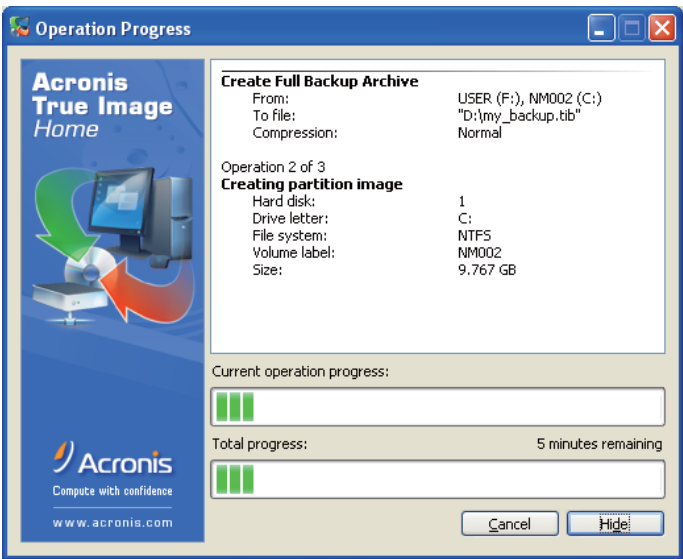 Operation Progress
Acronis
True Image
Home
Create Full Backup Archive
From: USER (F:), NM002 (C:)
To file: "D:\my_backup.tib"
Compression: Normal
Operation 2 of 3
Creating partition image
Hard disk: 1
Drive letter: C:
File system: NTFS
Volume label: NM002
Size: 9.767 GB
Current operation progress:
Total progress: 5 minutes remaining
Acronis
Compute with confidence
www.acronis.com
Cancel Hide